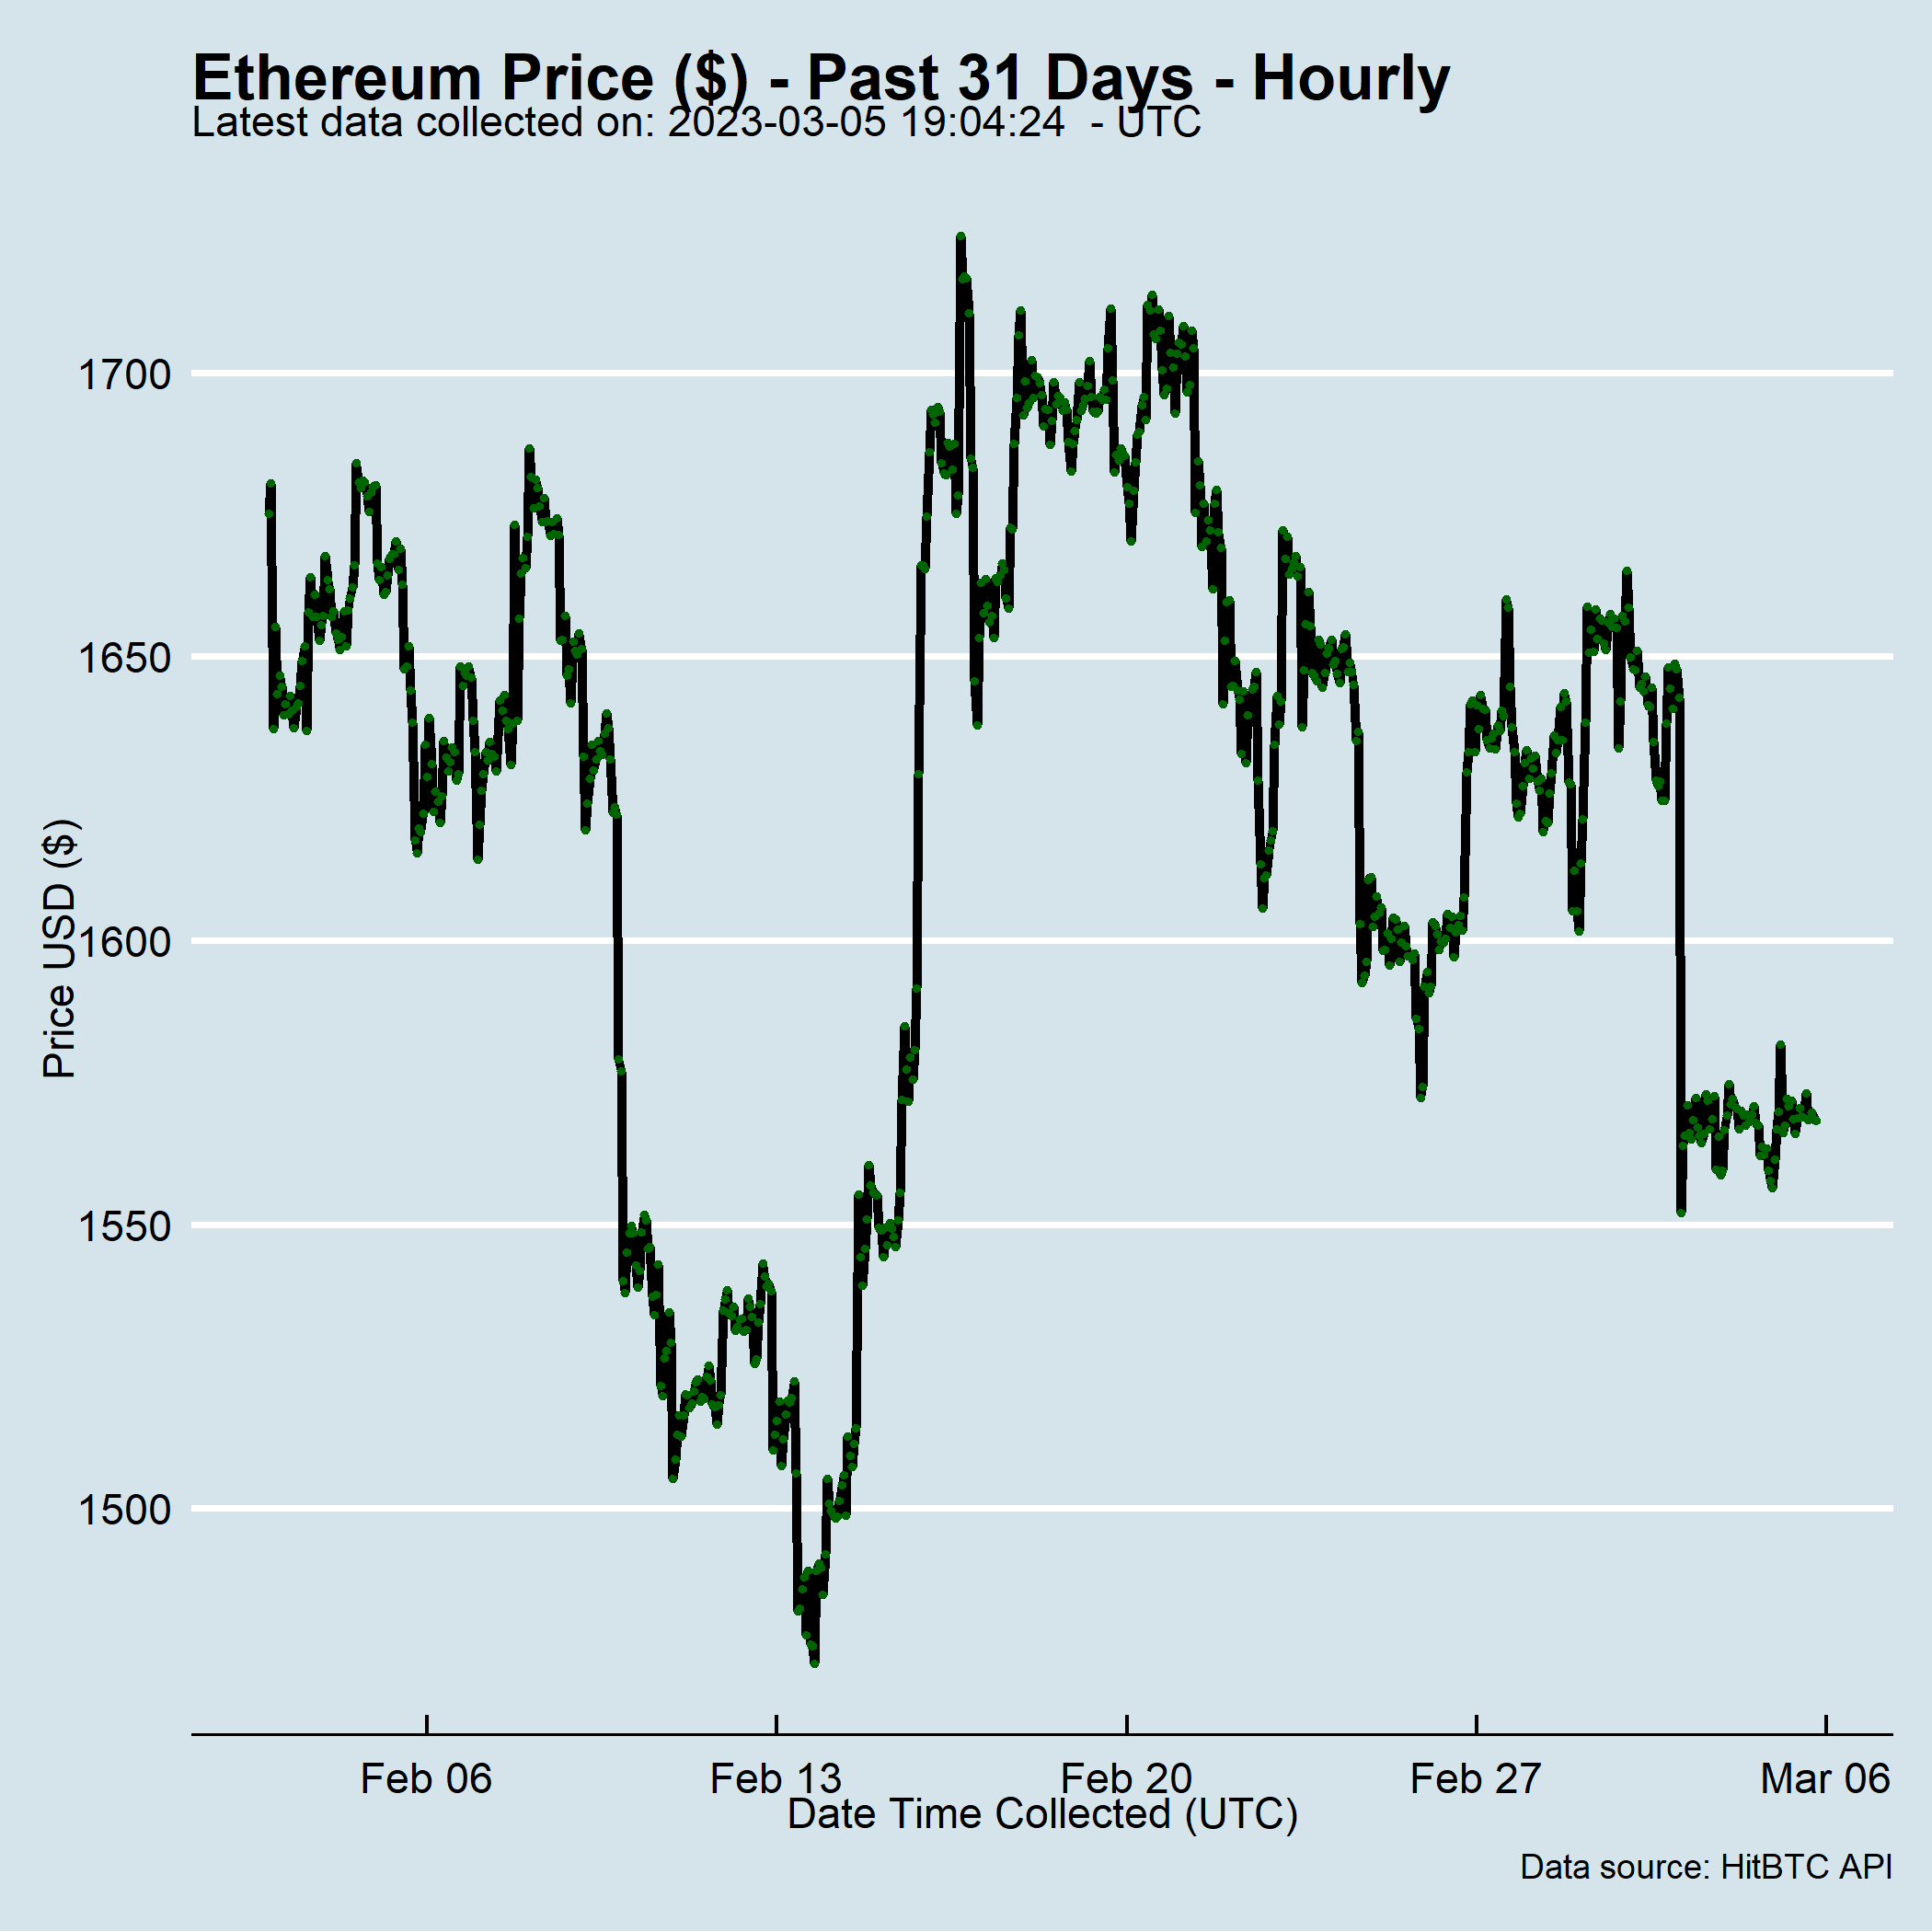 Ethereum Price ($) - Past 31 Days - Hourly
Latest data collected on: 2023-03-05 19:04:24  - UTC
Price USD ($)
1700
1650
1600
1550
1500
Feb 06
Feb 13
Feb 20
Feb 27
Mar 06
Date Time Collected (UTC)
Data source: HitBTC API